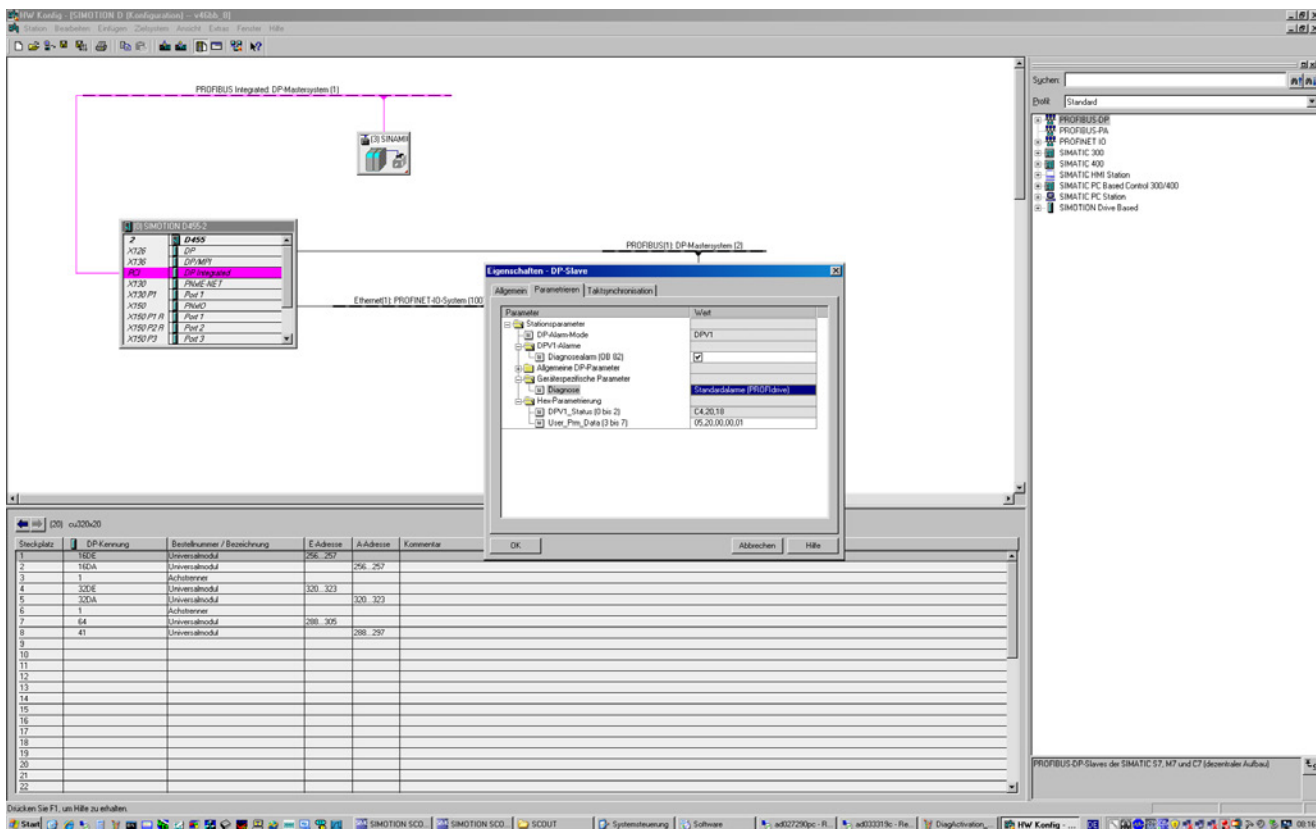 HW Konfig - [SIMOTION D (Konfiguration) -- v46bb_8]
Station Bearbeiten Einfügen Zielsystem Ansicht Extras Fenster Hilfe
PROFIBUS Integrated: DP-Mastersystem (1)
(3) SINAMI
(0) SIMOTION D455-2
2 D455
X126 DP
X136 DP/MPI
PCI DP Integrated
X130 PNxIE-NET
X130 P1 Port 1
X150 PNxIO
X150 P1 R Port 1
X150 P2 R Port 2
X150 P3 Port 3
PROFIBUS(1): DP-Mastersystem (2)
Ethernet(1): PROFINET-IO-System (100
Eigenschaften - DP-Slave
Allgemein Parametrieren Taktsynchronisation
Parameter Wert
Stationsparameter
DP-Alarm-Mode DPV1
DPV1-Alarme
Diagnosealarm (OB 82)
Allgemeine DP-Parameter
Gerätespezifische Parameter
Diagnose Standardalarme (PROFIdrive)
Hex-Parametrierung
DPV1_Status (0 bis 2) C4,20,18
User_Prm_Data (3 bis 7) 05,20,00,00,01
OK Abbrechen Hilfe
Suchen:
Profil: Standard
PROFIBUS-DP
PROFIBUS-PA
PROFINET IO
SIMATIC 300
SIMATIC 400
SIMATIC HMI Station
SIMATIC PC Based Control 300/400
SIMATIC PC Station
SIMOTION Drive Based
PROFIBUS-DP-Slaves der SIMATIC S7, M7 und C7 (dezentraler Aufbau)
(20) cu320x20
Steckplatz DP-Kennung Bestellnummer / Bezeichnung E-Adresse A-Adresse Kommentar
1 16DE Universalmodul 256...257
2 16DA Universalmodul 256...257
3 1 Achstrenner
4 32DE Universalmodul 320...323
5 32DA Universalmodul 320...323
6 1 Achstrenner
7 64 Universalmodul 288...305
8 41 Universalmodul 288...297
9
10
11
12
13
14
15
16
17
18
19
20
21
22
Drücken Sie F1, um Hilfe zu erhalten.
Start SIMOTION SCO... SIMOTION SCO... SCOUT Systemsteuerung Software ad027290pc - R... ad033319c - Re... DiagActivation_... HW Konfig - ... DE